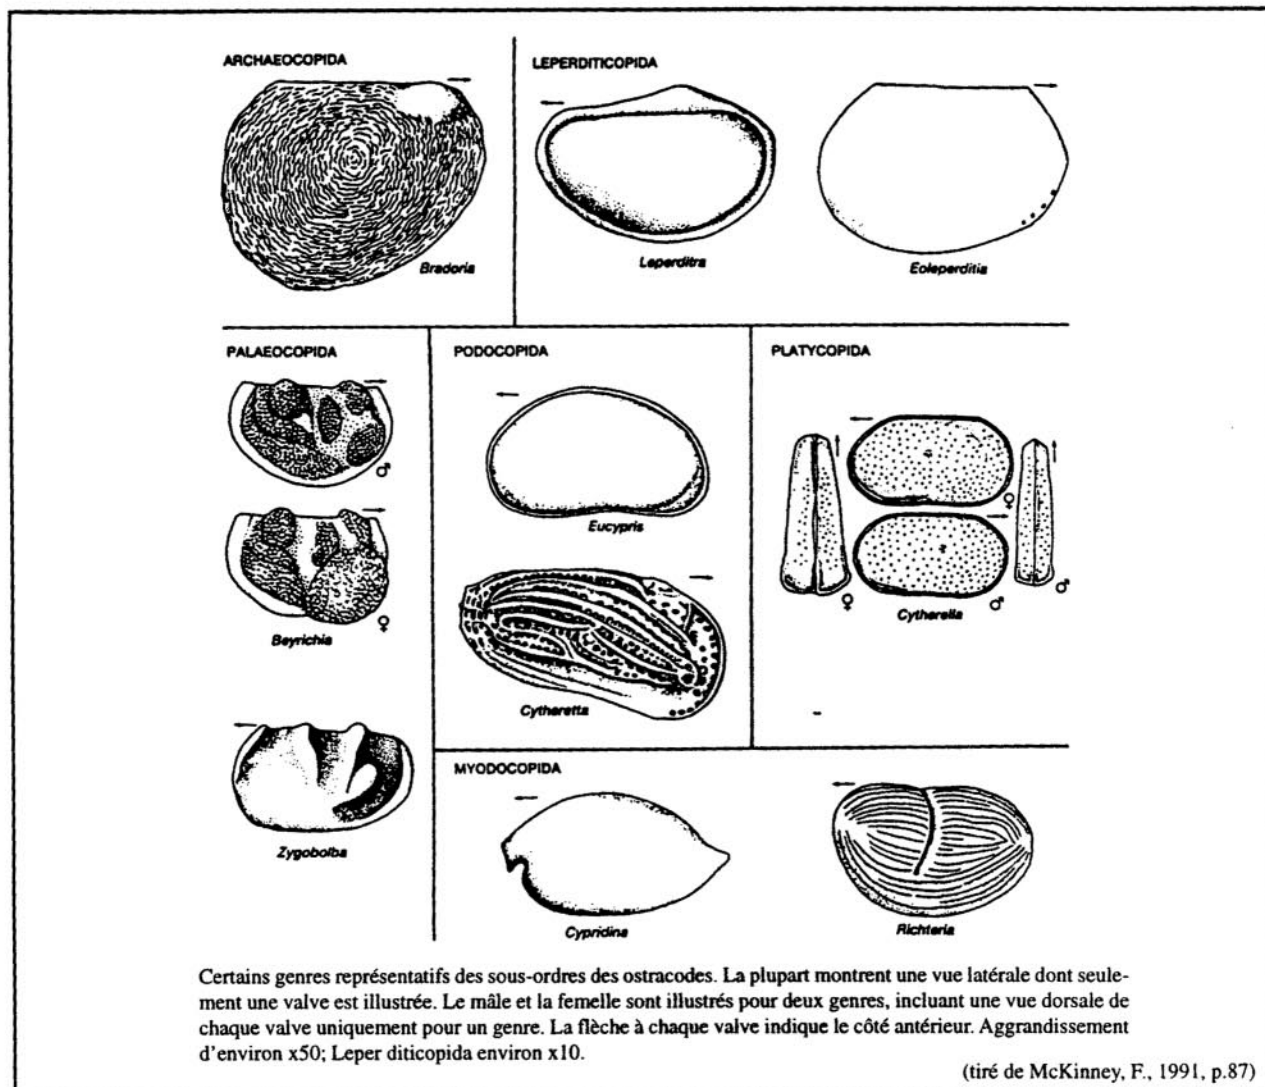 ARCHAEOCOPIDA
Bradoria
LEPERDITICOPIDA
Leperditra
Eoleperditia
PALAEOCOPIDA
♂
♀
Beyrichia
Zygobolba
PODOCOPIDA
Eucypris
Cytheretta
PLATYCOPIDA
♀
♀
♂
♂
Cytherella
MYODOCOPIDA
Cypridina
Richteria
Certains genres représentatifs des sous-ordres des ostracodes. La plupart montrent une vue latérale dont seule-
ment une valve est illustrée. Le mâle et la femelle sont illustrés pour deux genres, incluant une vue dorsale de
chaque valve uniquement pour un genre. La flèche à chaque valve indique le côté antérieur. Aggrandissement
d'environ x50; Leper diticopida environ x10.
(tiré de McKinney, F., 1991, p.87)